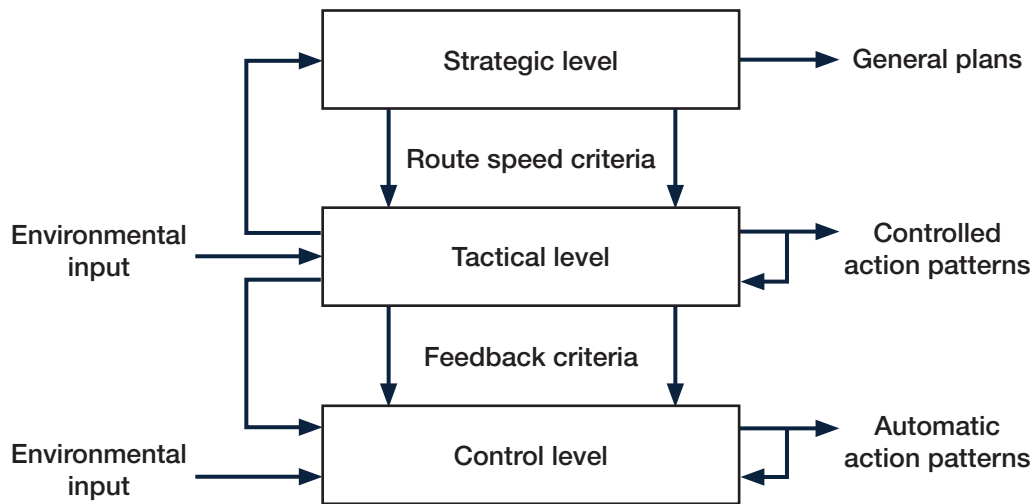 Strategic level
General plans
Route speed criteria
Environmental
input
Tactical level
Controlled
action patterns
Feedback criteria
Environmental
input
Control level
Automatic
action patterns